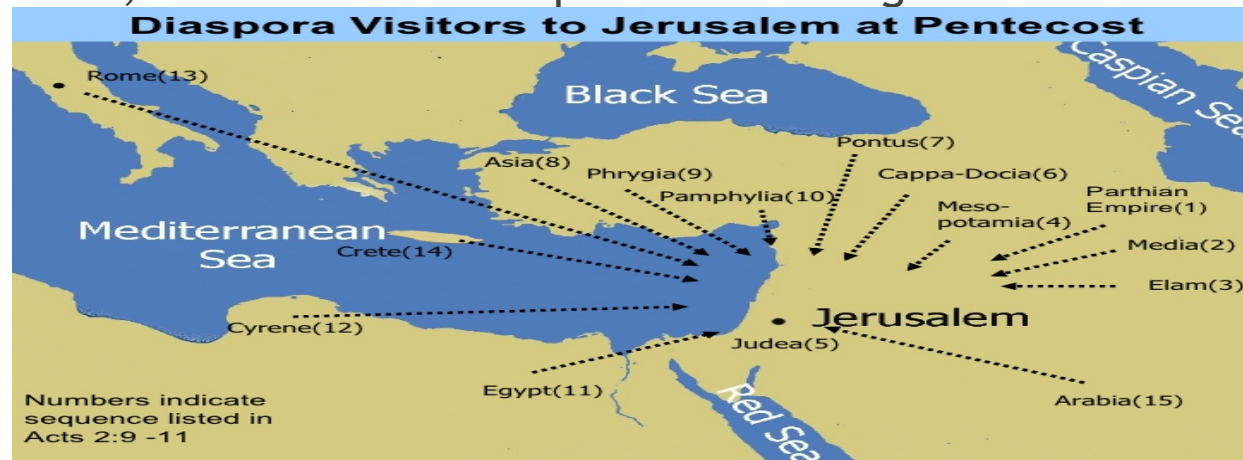 Diaspora Visitors to Jerusalem at Pentecost
Rome(13)
Black Sea
Caspian Sea
Pontus(7)
Asia(8)
Phrygia(9)
Cappa-Docia(6)
Pamphylia(10)
Parthian
Empire(1)
Meso-
potamia(4)
Mediterranean
Sea
Crete(14)
Media(2)
Elam(3)
Cyrene(12)
Jerusalem
Judea(5)
Egypt(11)
Red Sea
Arabia(15)
Numbers indicate
sequence listed in
Acts 2:9 -11